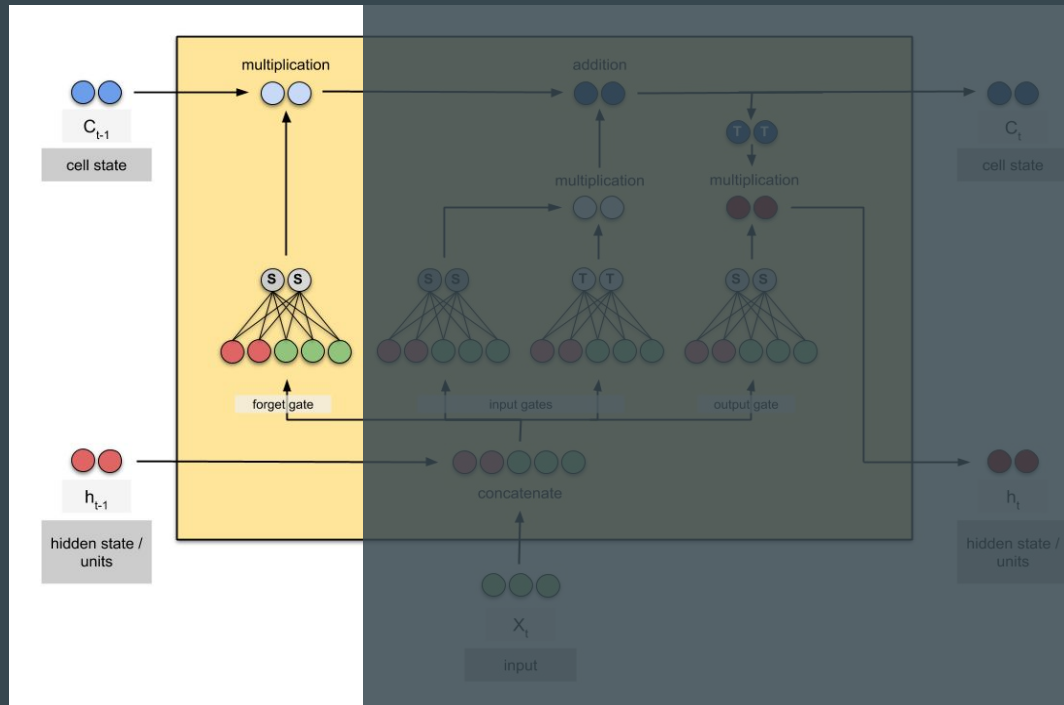 multiplication
addition
C t-1
cell state
T T
C t
cell state
multiplication
multiplication
S S
S S
T T
S S
forget gate
input gates
output gate
h t-1
hidden state /
units
concatenate
h t
hidden state /
units
X t
input